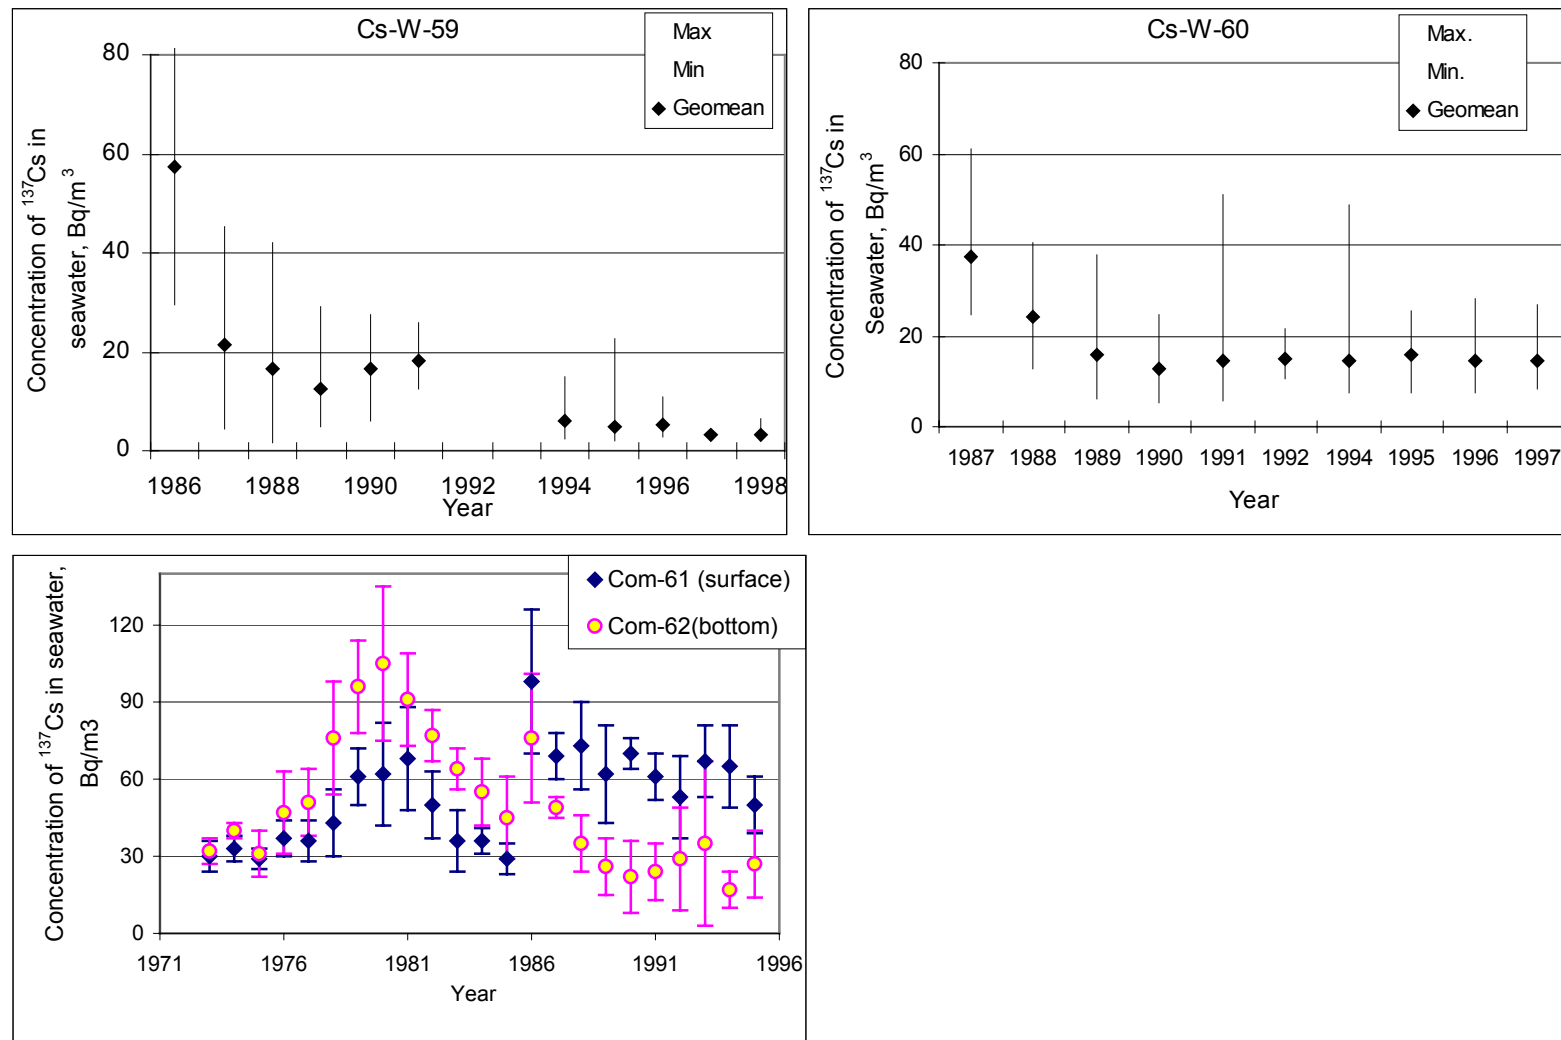 Cs-W-59
Max
Min
Geomean
Concentration of ¹³⁷Cs in
seawater, Bq/m³
80
60
40
20
0
1986 1988 1990 1992 1994 1996 1998
Year
Cs-W-60
Max.
Min.
Geomean
Concentration of ¹³⁷Cs in
Seawater, Bq/m³
80
60
40
20
0
1987 1988 1989 1990 1991 1992 1994 1995 1996 1997
Year
Com-61 (surface)
Com-62(bottom)
Concentration of ¹³⁷Cs in seawater,
Bq/m3
120
90
60
30
0
1971 1976 1981 1986 1991 1996
Year